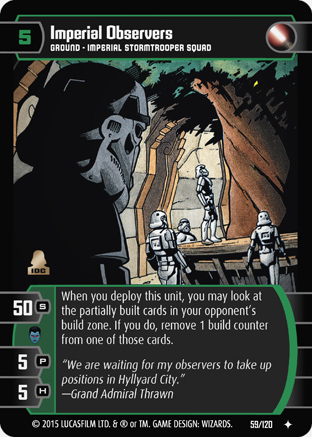 5 Imperial Observers
GROUND - IMPERIAL STORMTROOPER SQUAD
IDC
50 S
5 P
5 H
When you deploy this unit, you may look at
the partially built cards in your opponent's
build zone. If you do, remove 1 build counter
from one of those cards.
“We are waiting for my observers to take up
positions in Hyllyard City.”
—Grand Admiral Thrawn
© 2015 LUCASFILM LTD. & ® or TM. GAME DESIGN: WIZARDS. 59/120